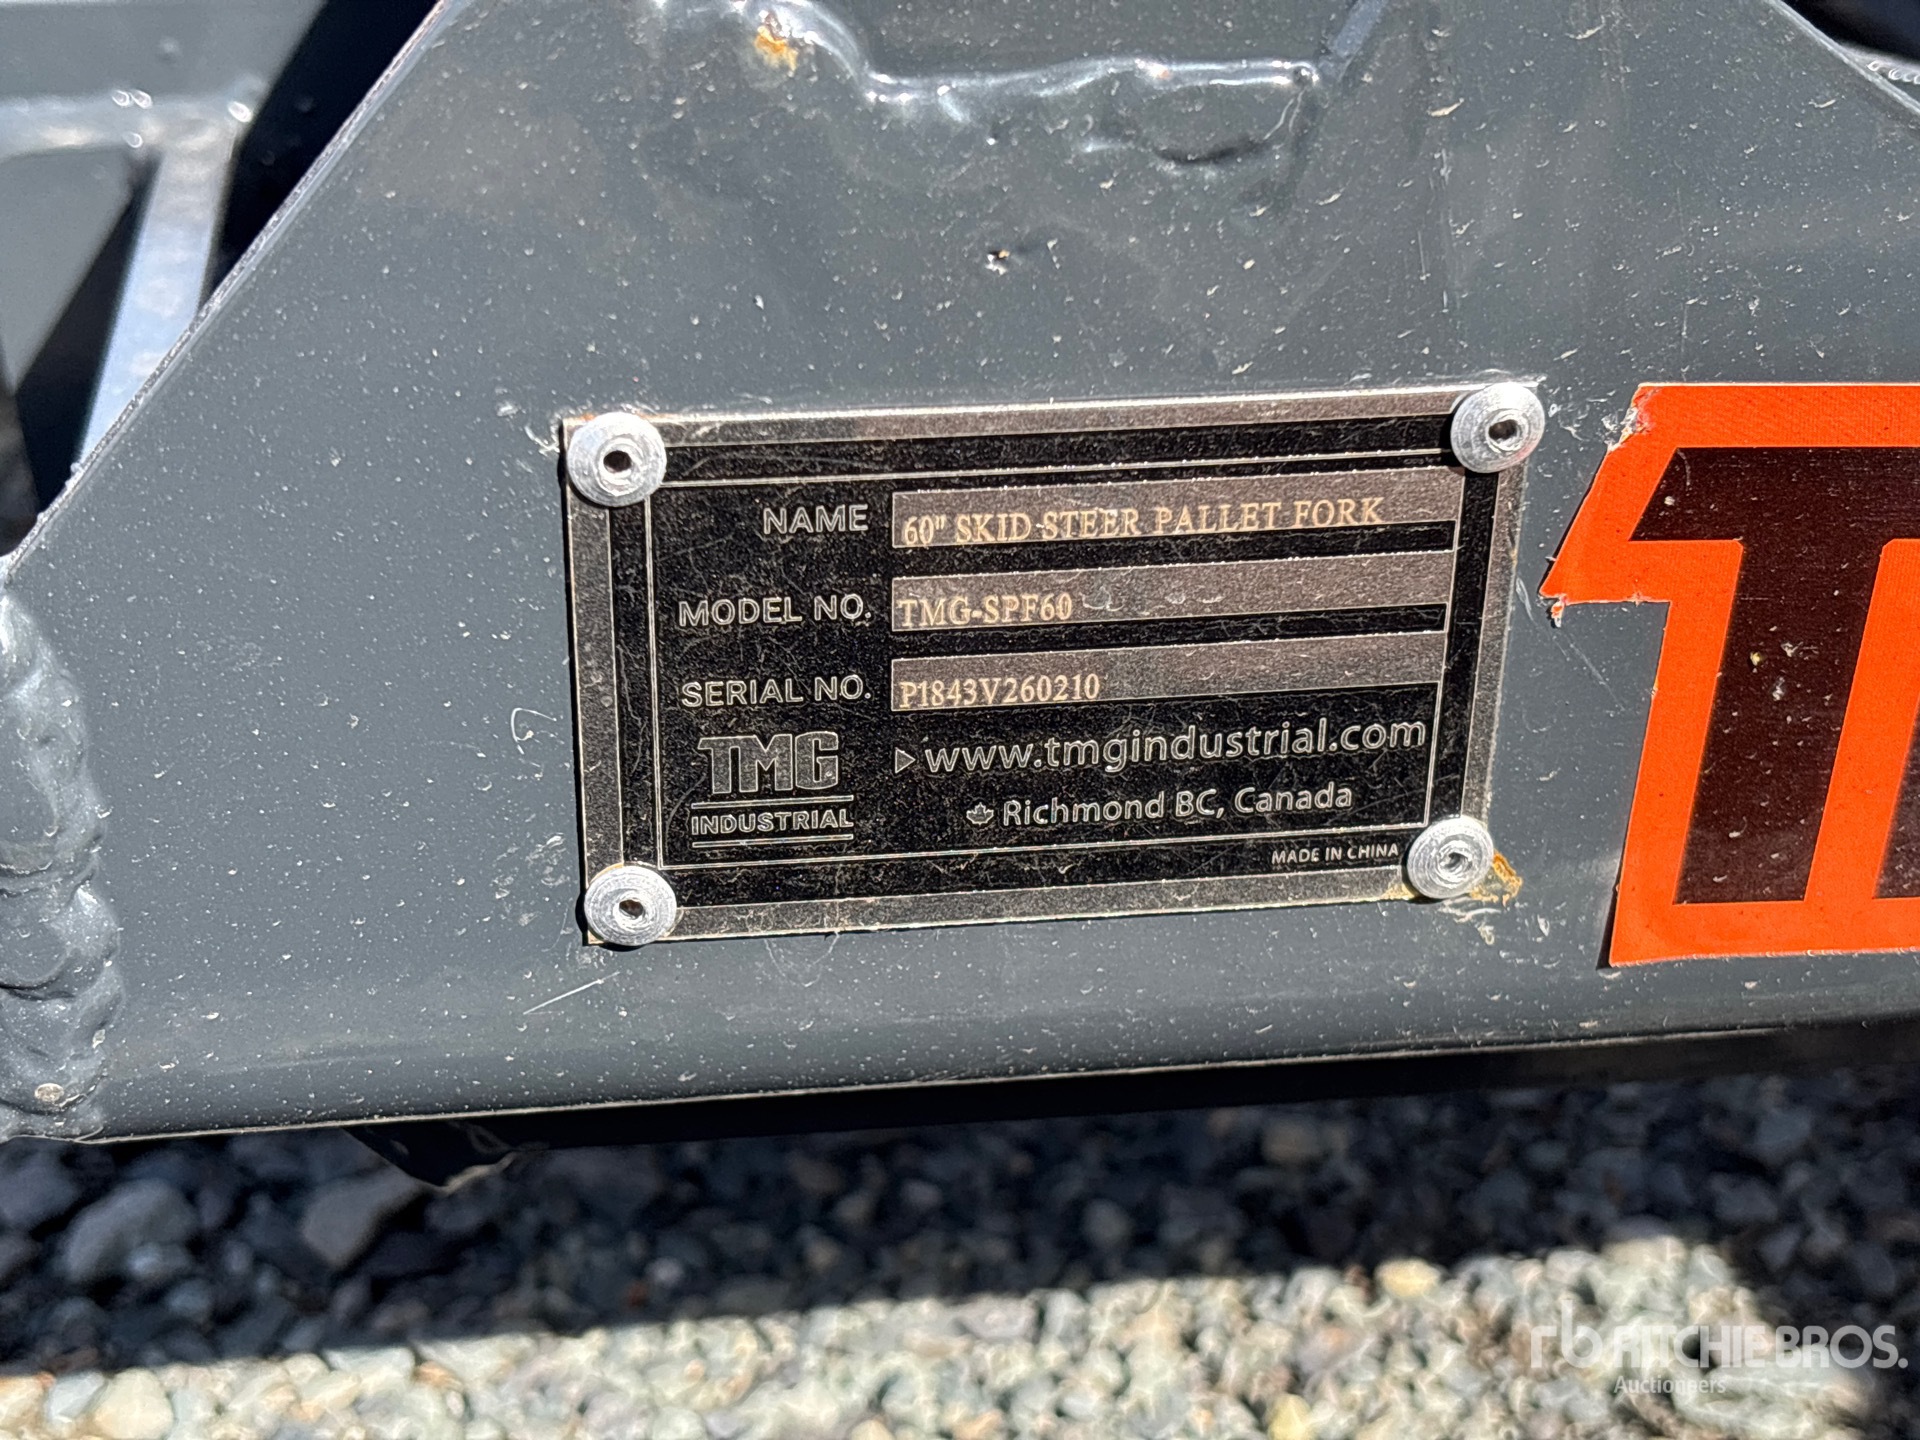 NAME 60" SKID STEER PALLET FORK
MODEL NO. TMG-SPF60
SERIAL NO. P1843V260210
TMG
INDUSTRIAL
www.tmgindustrial.com
Richmond BC, Canada
MADE IN CHINA
T
rb RITCHIE BROS.
Auctioneers